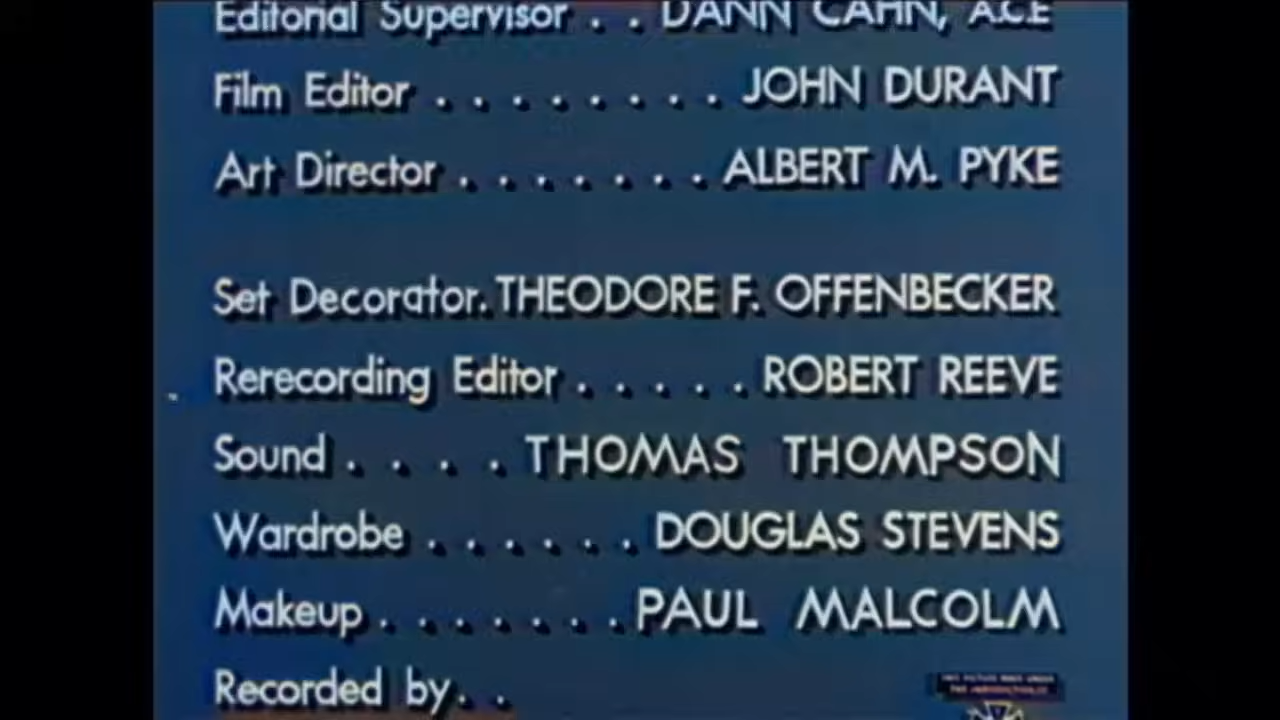 Editorial Supervisor . . DANN CAHN, A.C.E
Film Editor . . . . . . . . JOHN DURANT
Art Director . . . . . . . ALBERT M. PYKE
Set Decorator. THEODORE F. OFFENBECKER
Rerecording Editor . . . . . ROBERT REEVE
Sound . . . . THOMAS THOMPSON
Wardrobe . . . . . . DOUGLAS STEVENS
Makeup . . . . . . . PAUL MALCOLM
Recorded by . .